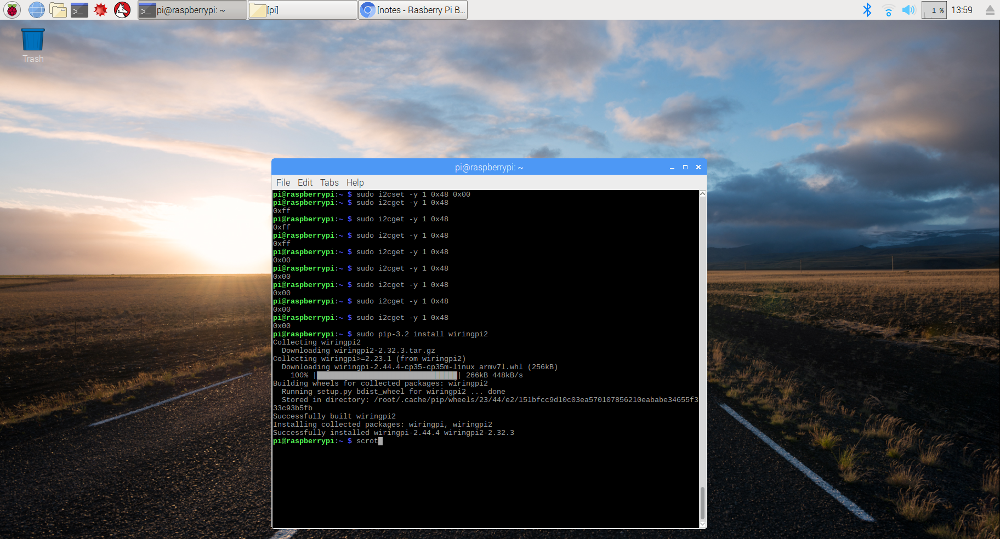 pi@raspberrypi: ~
[pi]
[notes - Rasberry Pi B...
1 %
13:59
Trash
pi@raspberrypi: ~
File Edit Tabs Help
pi@raspberrypi:~ $ sudo i2cset -y 1 0x48 0x00
pi@raspberrypi:~ $ sudo i2cget -y 1 0x48
0xff
pi@raspberrypi:~ $ sudo i2cget -y 1 0x48
0xff
pi@raspberrypi:~ $ sudo i2cget -y 1 0x48
0xff
pi@raspberrypi:~ $ sudo i2cget -y 1 0x48
0x00
pi@raspberrypi:~ $ sudo i2cget -y 1 0x48
0x00
pi@raspberrypi:~ $ sudo i2cget -y 1 0x48
0x00
pi@raspberrypi:~ $ sudo i2cget -y 1 0x48
0x00
pi@raspberrypi:~ $ sudo i2cget -y 1 0x48
0x00
pi@raspberrypi:~ $ sudo pip-3.2 install wiringpi2
Collecting wiringpi2
Downloading wiringpi2-2.32.3.tar.gz
Collecting wiringpi>=2.23.1 (from wiringpi2)
Downloading wiringpi-2.44.4-cp35-cp35m-linux_armv7l.whl (256kB)
100% |████████████████████████████████| 266kB 448kB/s
Building wheels for collected packages: wiringpi2
Running setup.py bdist_wheel for wiringpi2 ... done
Stored in directory: /root/.cache/pip/wheels/23/44/e2/151bfcc9d10c03ea570107856210eababe34655f3
33c93b5fb
Successfully built wiringpi2
Installing collected packages: wiringpi, wiringpi2
Successfully installed wiringpi-2.44.4 wiringpi2-2.32.3
pi@raspberrypi:~ $ scrot